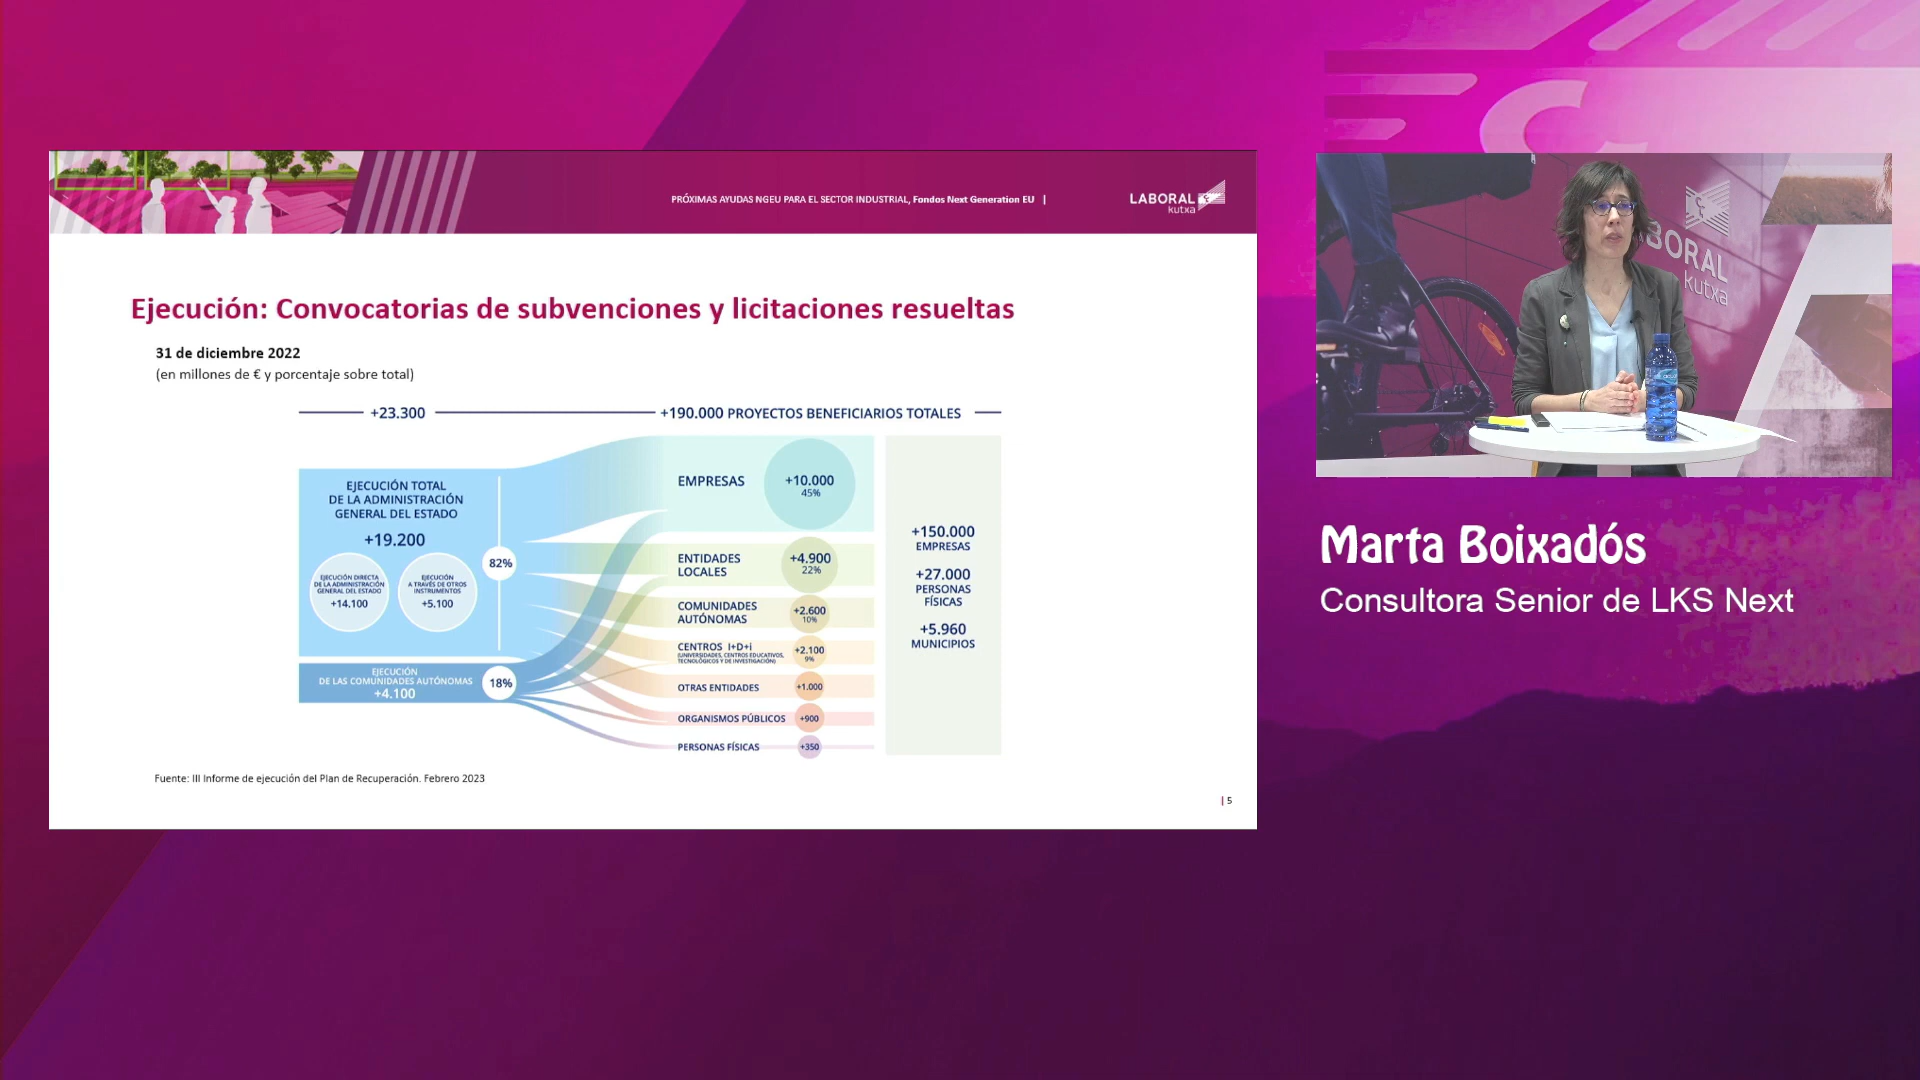 PRÓXIMAS AYUDAS NGEU PARA EL SECTOR INDUSTRIAL, Fondos Next Generation EU |
LABORAL
kutxa
Ejecución: Convocatorias de subvenciones y licitaciones resueltas
31 de diciembre 2022
(en millones de € y porcentaje sobre total)
+23.300
+190.000 PROYECTOS BENEFICIARIOS TOTALES
EJECUCIÓN TOTAL
DE LA ADMINISTRACIÓN
GENERAL DEL ESTADO
+19.200
EJECUCIÓN DIRECTA
DE LA ADMINISTRACIÓN
GENERAL DEL ESTADO
+14.100
EJECUCIÓN
A TRAVÉS DE OTROS
INSTRUMENTOS
+5.100
82%
EJECUCIÓN
DE LAS COMUNIDADES AUTÓNOMAS
+4.100
18%
EMPRESAS
+10.000
45%
ENTIDADES
LOCALES
+4.900
22%
COMUNIDADES
AUTÓNOMAS
+2.600
10%
CENTROS I+D+i
(UNIVERSIDADES, CENTROS EDUCATIVOS,
TECNOLÓGICOS Y DE INVESTIGACIÓN)
+2.100
9%
OTRAS ENTIDADES
+1.000
ORGANISMOS PÚBLICOS
+900
PERSONAS FÍSICAS
+350
+150.000
EMPRESAS
+27.000
PERSONAS
FÍSICAS
+5.960
MUNICIPIOS
Fuente: III Informe de ejecución del Plan de Recuperación. Febrero 2023
| 5
BORAL
kutxa
Marta Boixadós
Consultora Senior de LKS Next